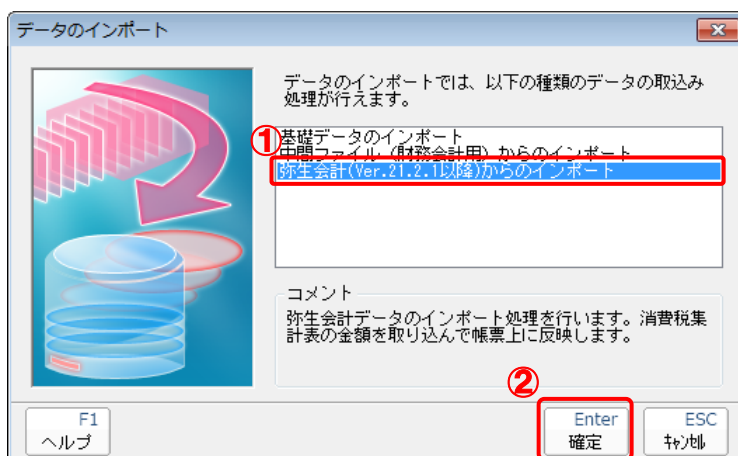 データのインポート
データのインポートでは、以下の種類のデータの取込み
処理が行えます。
①
基礎データのインポート
中間ファイル（財務会計用）からのインポート
弥生会計(Ver.21.2.1以降)からのインポート
コメント
弥生会計データのインポート処理を行います。消費税集
計表の金額を取り込んで帳票上に反映します。
②
F1
ヘルプ
Enter
確定
ESC
ｷｬﾝｾﾙ